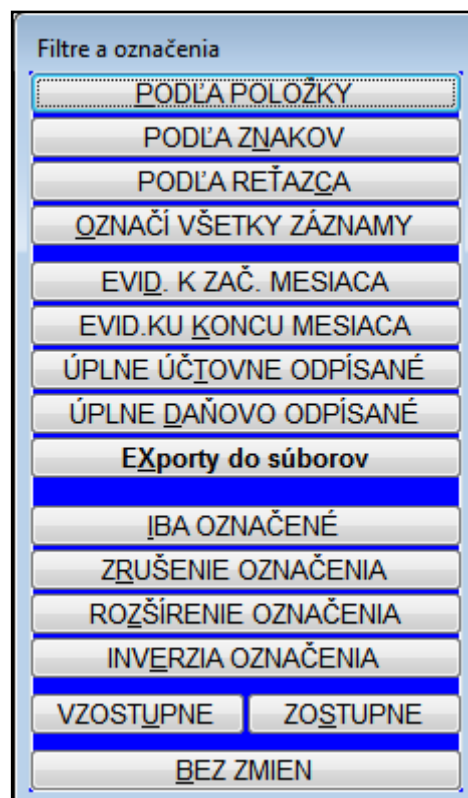 Filtre a označenia
PODĽA POLOŽKY
PODĽA ZNAKOV
PODĽA REŤAZCA
OZNAČÍ VŠETKY ZÁZNAMY
EVID. K ZAČ. MESIACA
EVID.KU KONCU MESIACA
ÚPLNE ÚČTOVNE ODPÍSANÉ
ÚPLNE DAŇOVO ODPÍSANÉ
EXporty do súborov
IBA OZNAČENÉ
ZRUŠENIE OZNAČENIA
ROZŠÍRENIE OZNAČENIA
INVERZIA OZNAČENIA
VZOSTUPNE ZOSTUPNE
BEZ ZMIEN